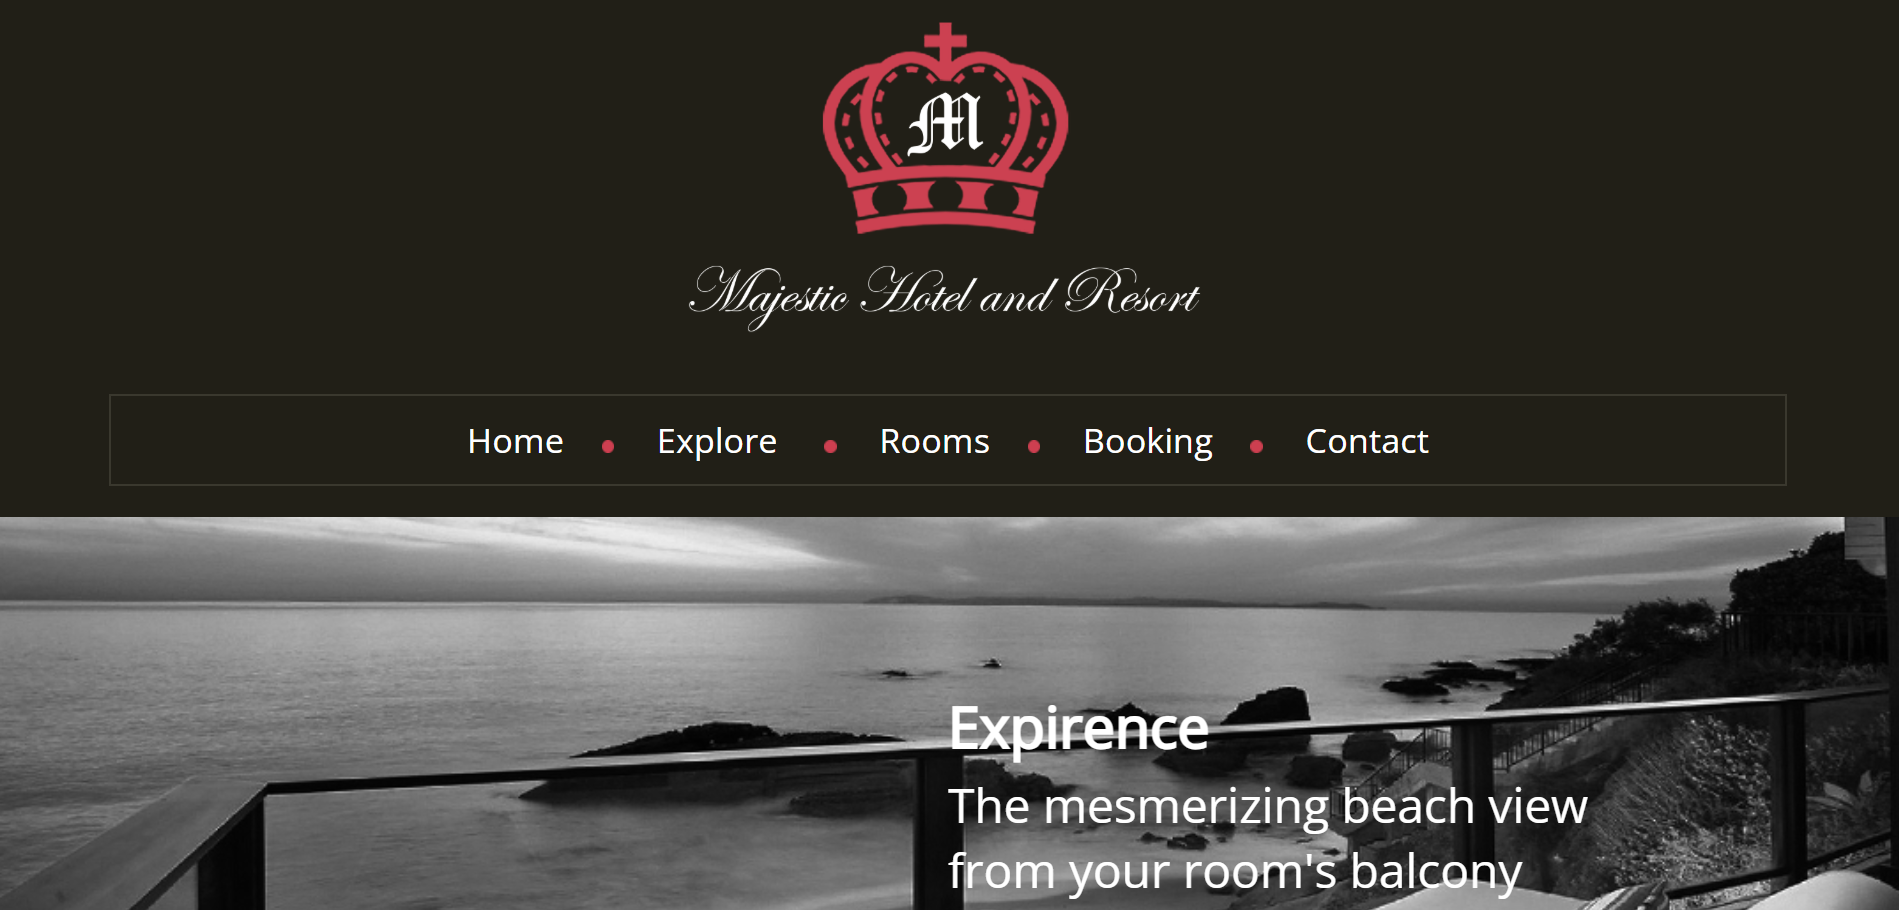 M
Majestic Hotel and Resort
Home Explore Rooms Booking Contact
Expirence
The mesmerizing beach view
from your room's balcony